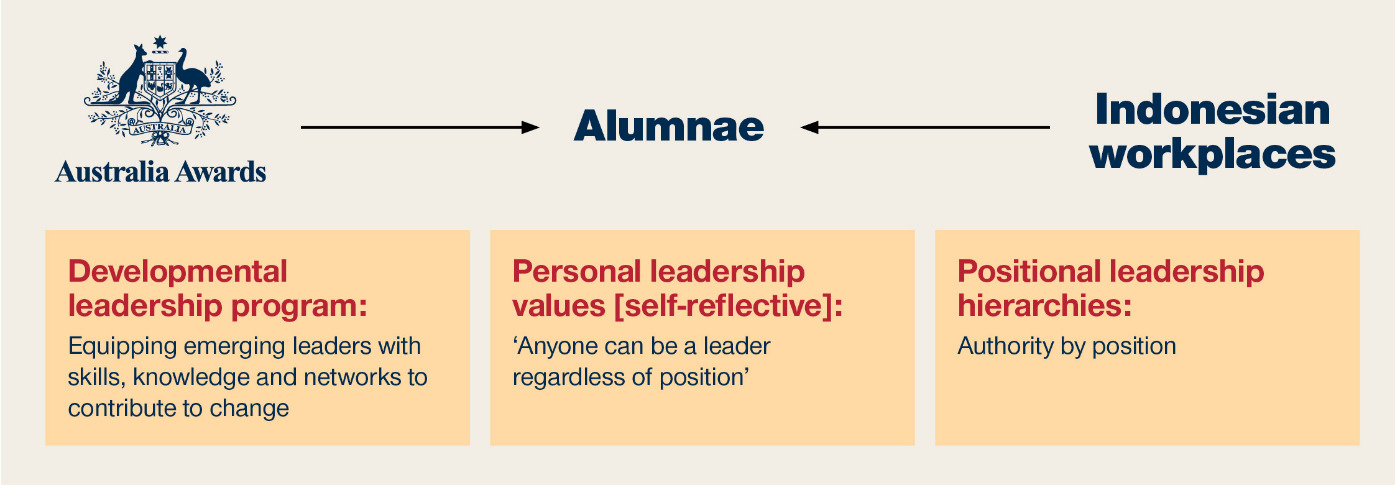 AUSTRALIA
Australia Awards
Alumnae
Indonesian
workplaces
Developmental
leadership program:
Equipping emerging leaders with
skills, knowledge and networks to
contribute to change
Personal leadership
values [self-reflective]:
‘Anyone can be a leader
regardless of position’
Positional leadership
hierarchies:
Authority by position